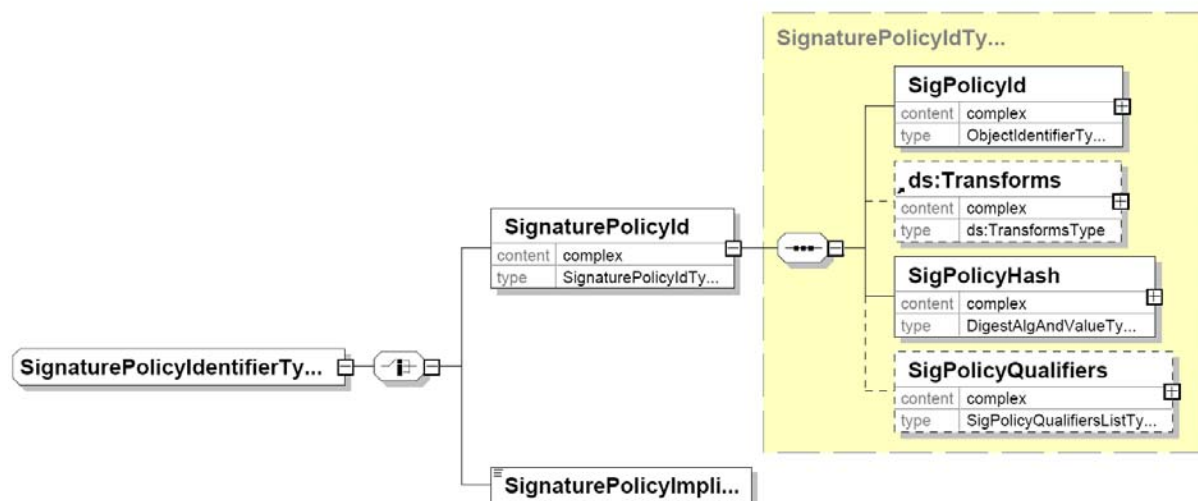 SignaturePolicyIdTy...
SigPolicyId
content complex
type ObjectIdentifierTy...
ds:Transforms
content complex
type ds:TransformsType
SignaturePolicyId
content complex
type SignaturePolicyIdTy...
SigPolicyHash
content complex
type DigestAlgAndValueTy...
SignaturePolicyIdentifierTy...
SigPolicyQualifiers
content complex
type SigPolicyQualifiersListTy...
SignaturePolicyImpli...